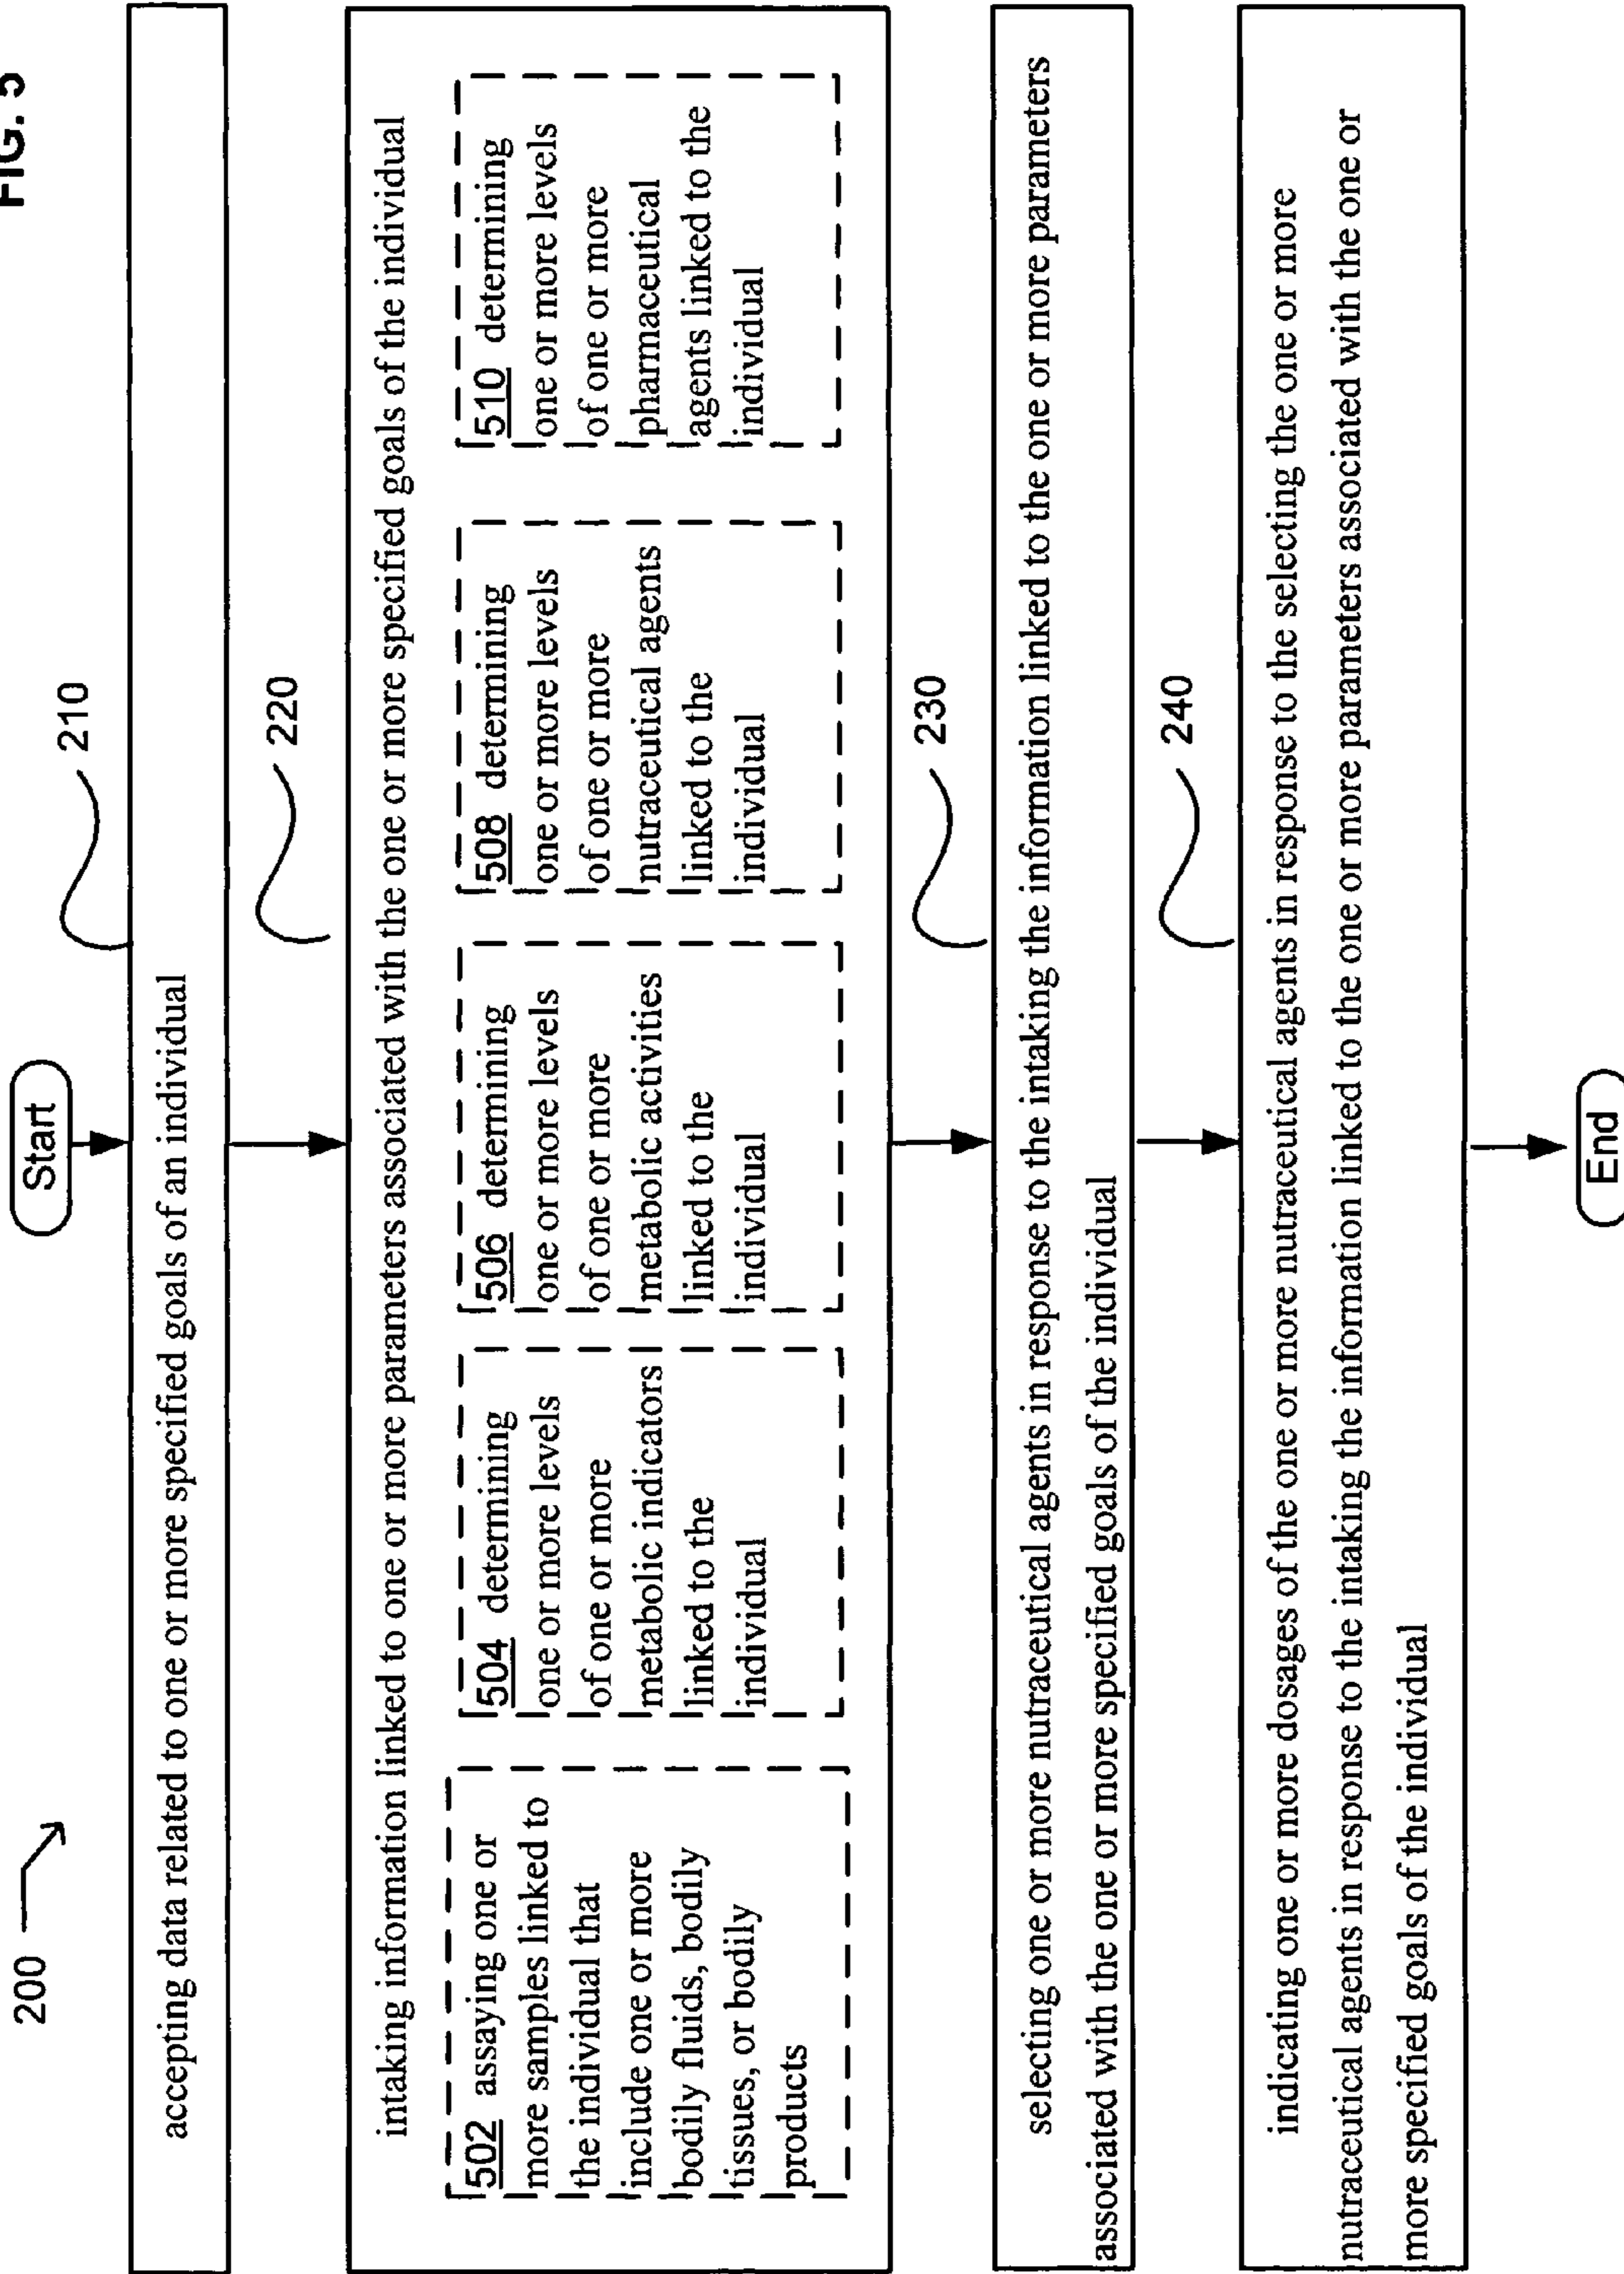 FIG. 5
200
Start
210
accepting data related to one or more specified goals of an individual
220
intaking information linked to one or more parameters associated with the one or more specified goals of the individual
502 assaying one or
more samples linked to
the individual that
include one or more
bodily fluids, bodily
tissues, or bodily
products
504 determining
one or more levels
of one or more
metabolic indicators
linked to the
individual
506 determining
one or more levels
of one or more
metabolic activities
linked to the
individual
508 determining
one or more levels
of one or more
nutraceutical agents
linked to the
individual
510 determining
one or more levels
of one or more
pharmaceutical
agents linked to the
individual
230
selecting one or more nutraceutical agents in response to the intaking the information linked to the one or more parameters
associated with the one or more specified goals of the individual
240
indicating one or more dosages of the one or more nutraceutical agents in response to the selecting the one or more
nutraceutical agents in response to the intaking the information linked to the one or more parameters associated with the one or
more specified goals of the individual
End